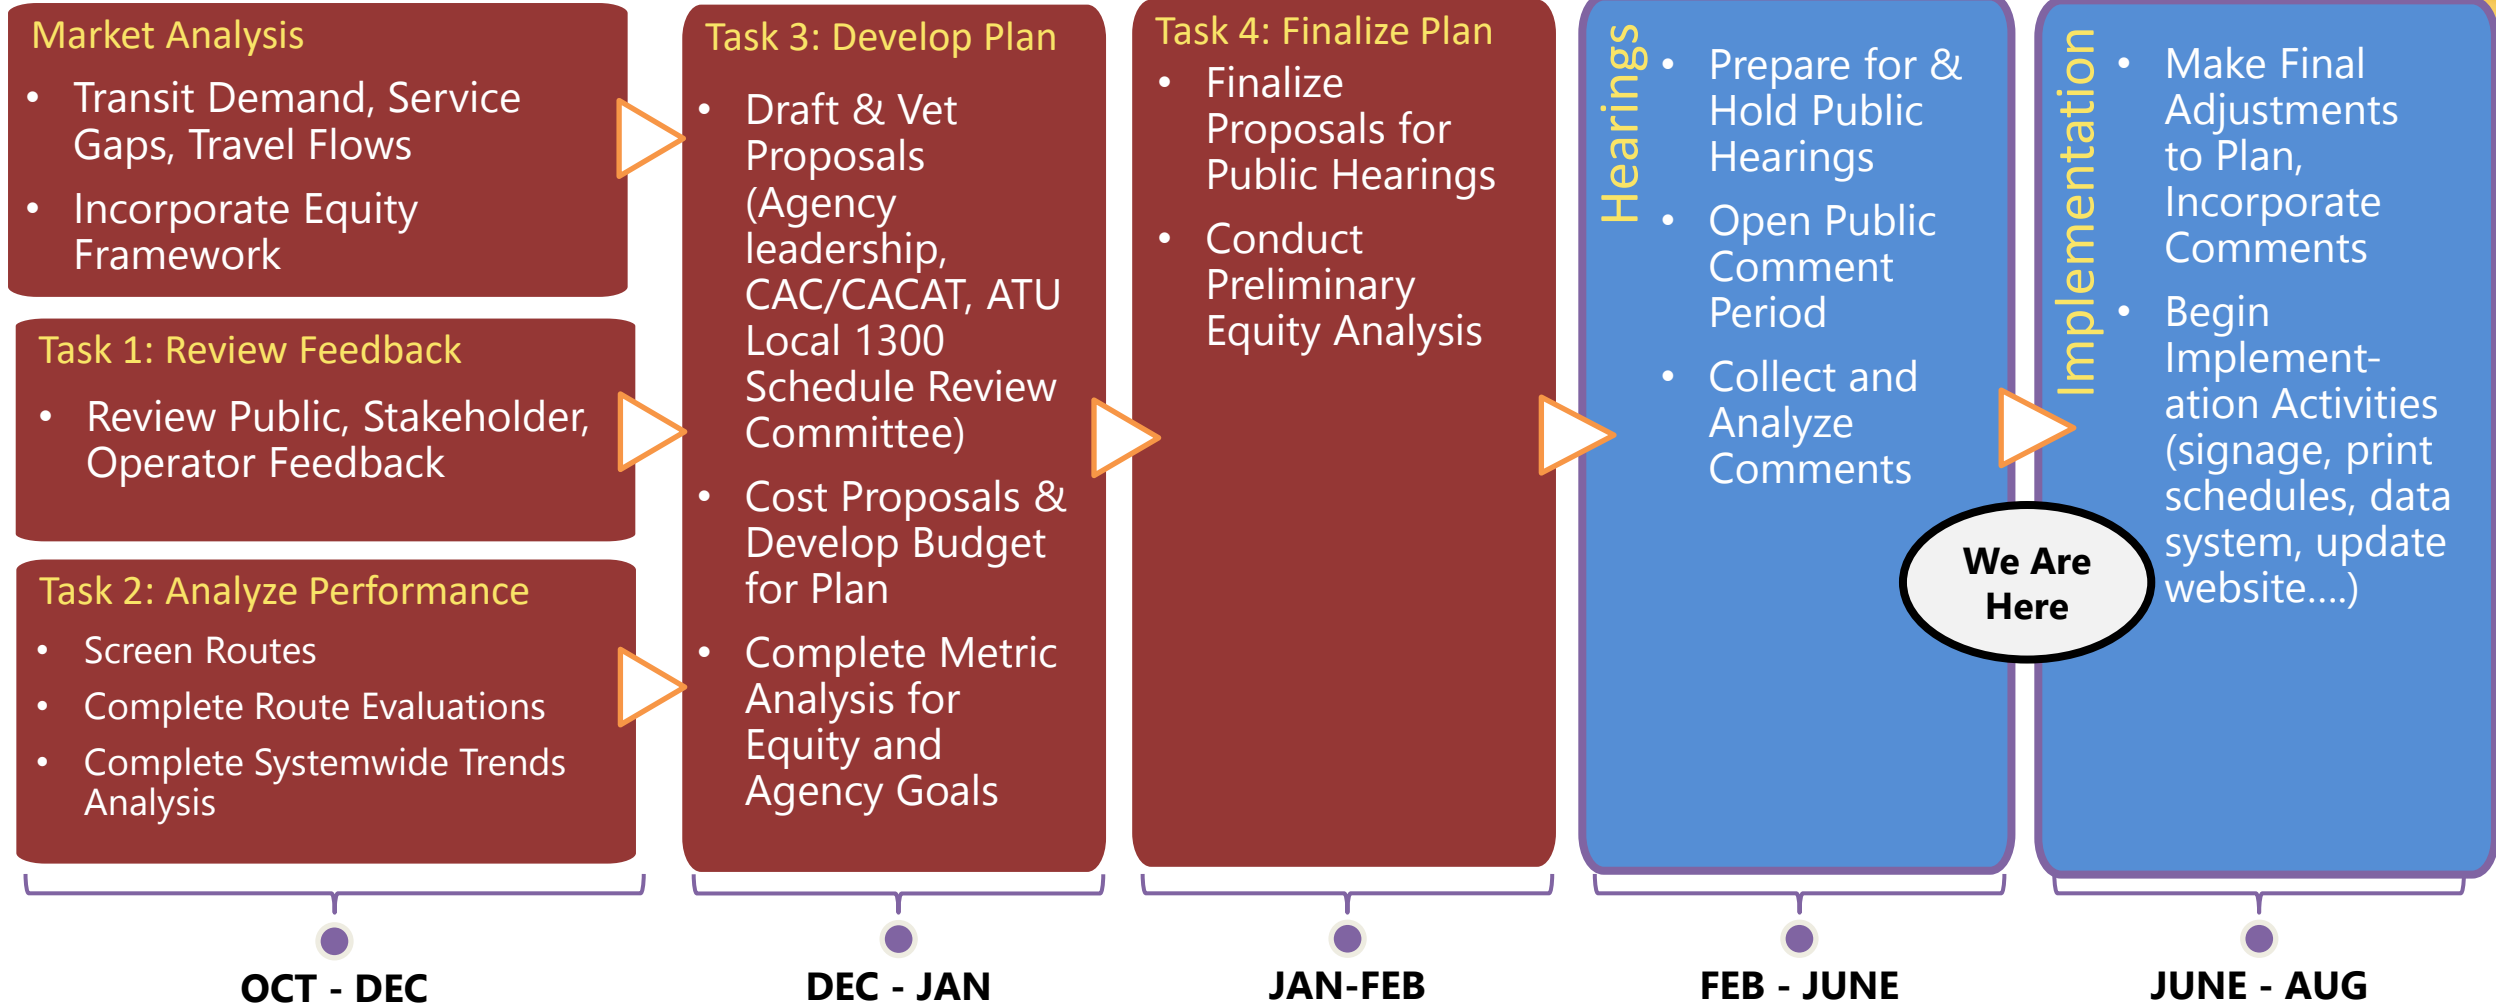 Market Analysis
• Transit Demand, Service
Gaps, Travel Flows
• Incorporate Equity
Framework
Task 1: Review Feedback
• Review Public, Stakeholder,
Operator Feedback
Task 2: Analyze Performance
• Screen Routes
• Complete Route Evaluations
• Complete Systemwide Trends
Analysis
OCT - DEC
Task 3: Develop Plan
• Draft & Vet
Proposals
(Agency
leadership,
CAC/CACAT, ATU
Local 1300
Schedule Review
Committee)
• Cost Proposals &
Develop Budget
for Plan
• Complete Metric
Analysis for
Equity and
Agency Goals
DEC - JAN
Task 4: Finalize Plan
• Finalize
Proposals for
Public Hearings
• Conduct
Preliminary
Equity Analysis
JAN-FEB
Hearings
• Prepare for &
Hold Public
Hearings
• Open Public
Comment
Period
• Collect and
Analyze
Comments
FEB - JUNE
We Are
Here
Implementation
• Make Final
Adjustments
to Plan,
Incorporate
Comments
• Begin
Implement-
ation Activities
(signage, print
schedules, data
system, update
website....)
JUNE - AUG